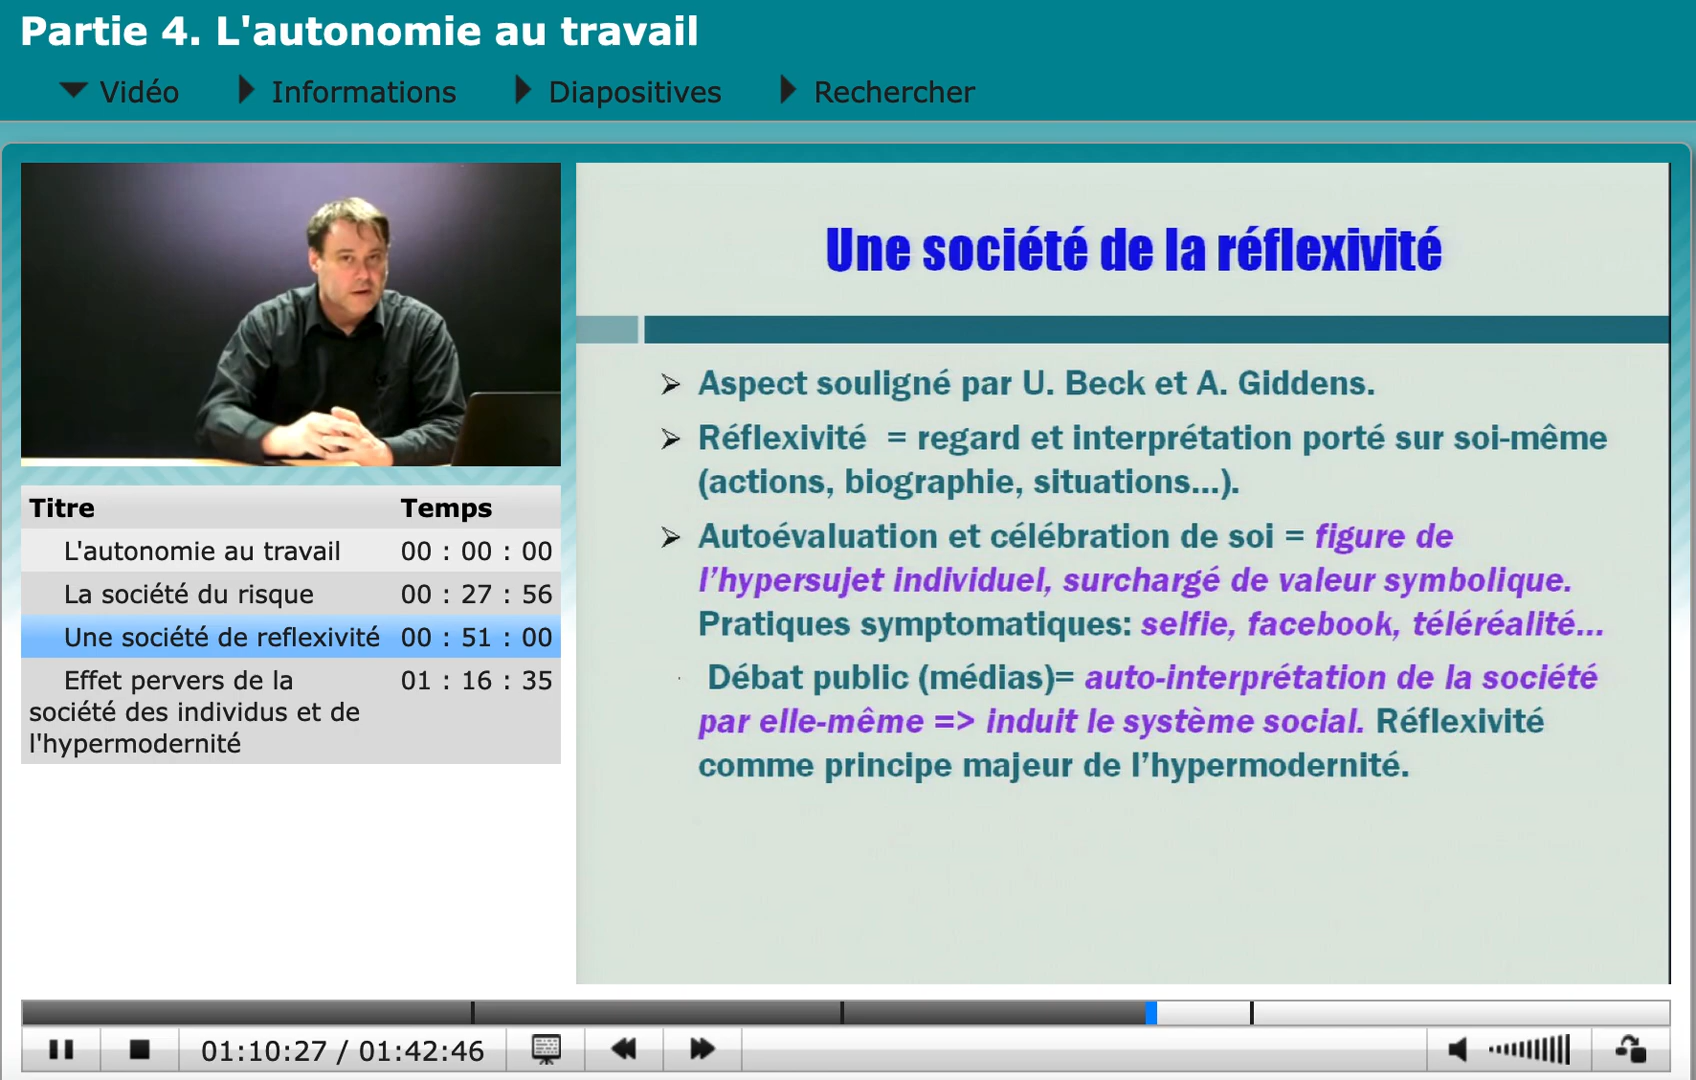 Partie 4. L'autonomie au travail
Vidéo Informations Diapositives Rechercher
Titre Temps
L'autonomie au travail 00 : 00 : 00
La société du risque 00 : 27 : 56
Une société de reflexivité 00 : 51 : 00
Effet pervers de la 01 : 16 : 35
société des individus et de
l'hypermodernité
Une société de la réflexivité
Aspect souligné par U. Beck et A. Giddens.
Réflexivité = regard et interprétation porté sur soi-même
(actions, biographie, situations...).
Autoévaluation et célébration de soi = figure de
l’hypersujet individuel, surchargé de valeur symbolique.
Pratiques symptomatiques: selfie, facebook, téléréalité...
Débat public (médias)= auto-interprétation de la société
par elle-même => induit le système social. Réflexivité
comme principe majeur de l’hypermodernité.
01:10:27 / 01:42:46